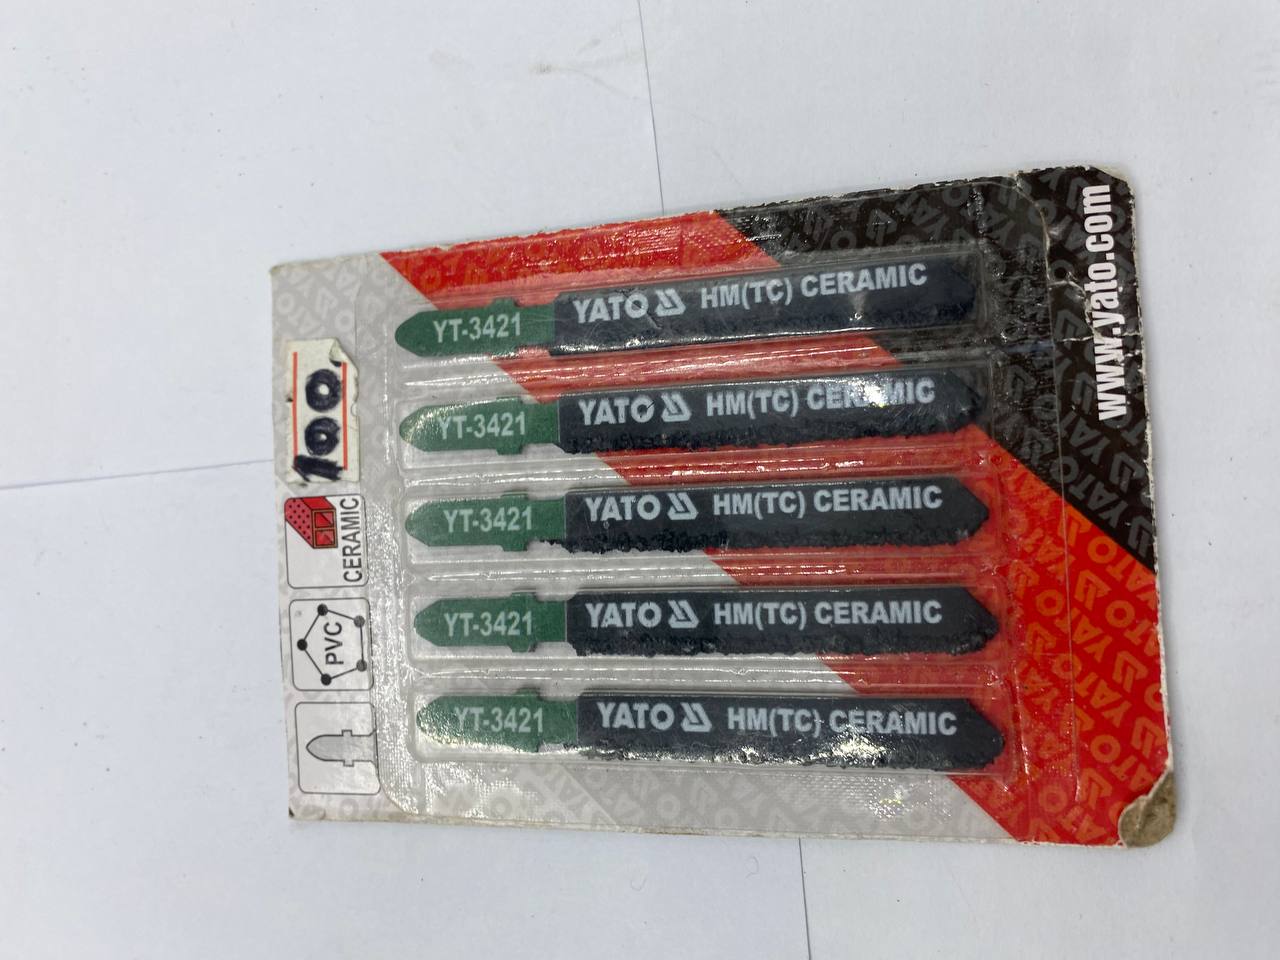 www.yato.com
YT-3421 YATO HM(TC) CERAMIC
YT-3421 YATO HM(TC) CERAMIC
YT-3421 YATO HM(TC) CERAMIC
YT-3421 YATO HM(TC) CERAMIC
YT-3421 YATO HM(TC) CERAMIC
100
CERAMIC
PVC